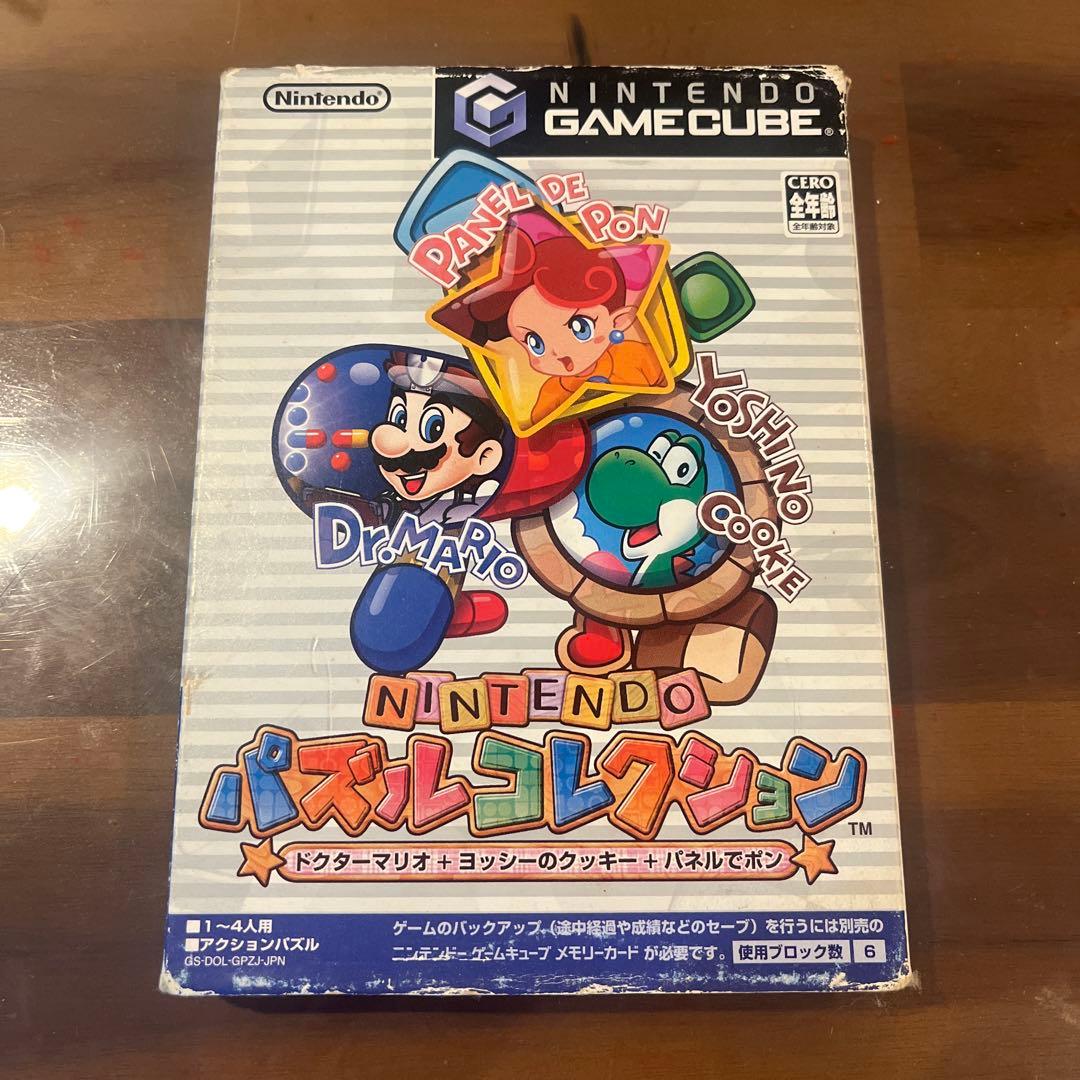 Nintendo®
NINTENDO
GAMECUBE®
CERO
全年齢
全年齢対象
PANEL DE
PON
YOSHI NO
COOKIE
Dr. MARIO
NINTENDO
パズルコレクション™
ドクターマリオ+ヨッシーのクッキー+パネルでポン
■1～4人用
■アクションパズル
GS-DOL-GPZJ-JPN
ゲームのバックアップ(途中経過や成績などのセーブ)を行うには別売の
ニンテンドーゲームキューブ メモリーカード が必要です。 使用ブロック数 6